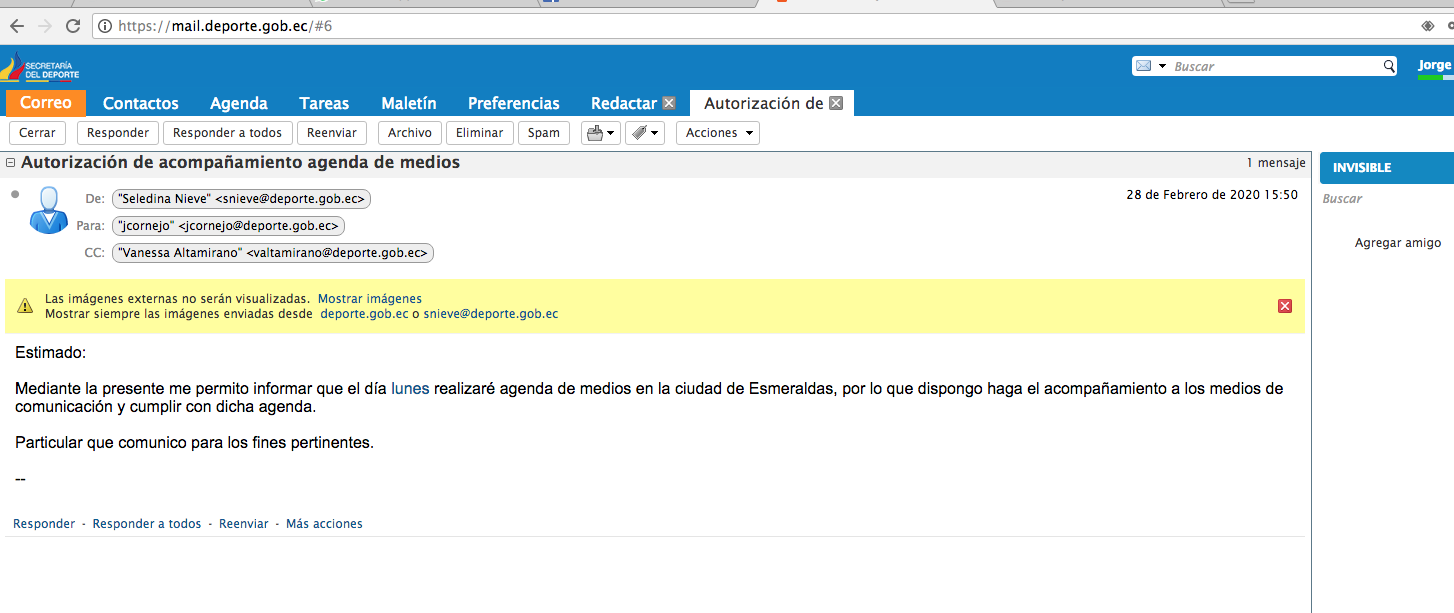 https://mail.deporte.gob.ec/#6
SECRETARÍA
DEL DEPORTE
Buscar
Jorge
Correo Contactos Agenda Tareas Maletín Preferencias Redactar Autorización de
Cerrar Responder Responder a todos Reenviar Archivo Eliminar Spam Acciones
Autorización de acompañamiento agenda de medios 1 mensaje
INVISIBLE
De: "Seledina Nieve" <snieve@deporte.gob.ec> 28 de Febrero de 2020 15:50
Buscar
Para: "jcornejo" <jcornejo@deporte.gob.ec>
Agregar amigo
CC: "Vanessa Altamirano" <valtamirano@deporte.gob.ec>
Las imágenes externas no serán visualizadas. Mostrar imágenes
Mostrar siempre las imágenes enviadas desde deporte.gob.ec o snieve@deporte.gob.ec
Estimado:
Mediante la presente me permito informar que el día lunes realizaré agenda de medios en la ciudad de Esmeraldas, por lo que dispongo haga el acompañamiento a los medios de
comunicación y cumplir con dicha agenda.
Particular que comunico para los fines pertinentes.
--
Responder - Responder a todos - Reenviar - Más acciones